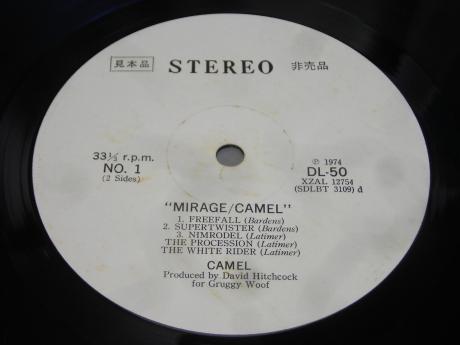 見本品 STEREO 非売品
33⅓ r.p.m. ℗ 1974
NO. 1 DL-50
(2 Sides) XZAL 12754
(SDLBT 3109) d
"MIRAGE/CAMEL"
1. FREEFALL (Bardens)
2. SUPERTWISTER (Bardens)
3. NIMRODEL (Latimer)
THE PROCESSION (Latimer)
THE WHITE RIDER (Latimer)
CAMEL
Produced by David Hitchcock
for Gruggy Woof